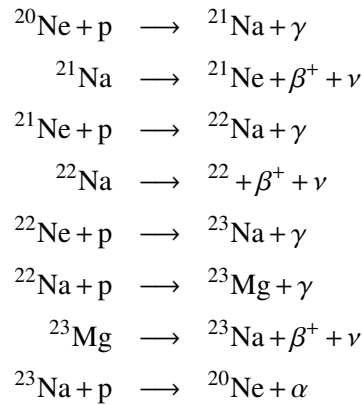 ²⁰Ne + p ⟶ ²¹Na + γ
²¹Na ⟶ ²¹Ne + β⁺ + ν
²¹Ne + p ⟶ ²²Na + γ
²²Na ⟶ ²² + β⁺ + ν
²²Ne + p ⟶ ²³Na + γ
²²Na + p ⟶ ²³Mg + γ
²³Mg ⟶ ²³Na + β⁺ + ν
²³Na + p ⟶ ²⁰Ne + α